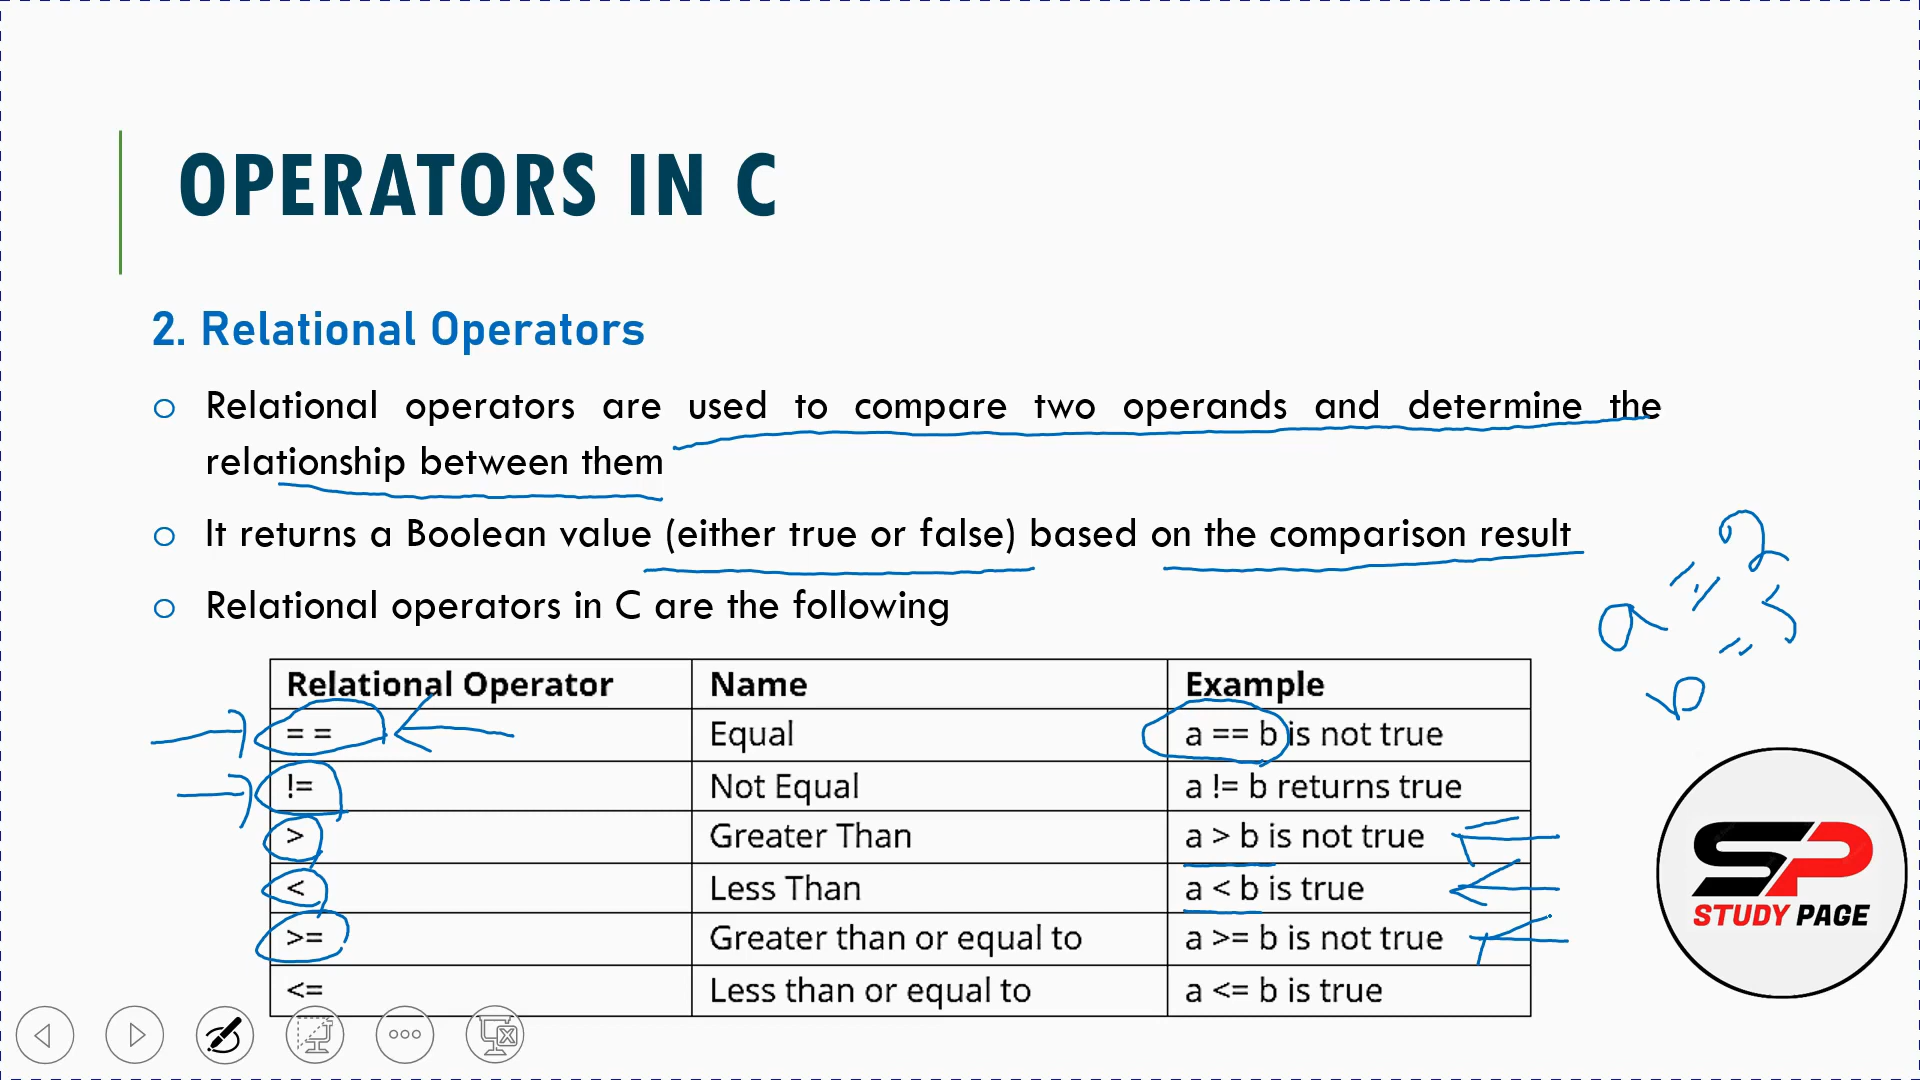 OPERATORS IN C
2. Relational Operators
Relational operators are used to compare two operands and determine the
relationship between them
It returns a Boolean value (either true or false) based on the comparison result
Relational operators in C are the following
Relational Operator Name Example
= = Equal a == b is not true
!= Not Equal a != b returns true
> Greater Than a > b is not true
< Less Than a < b is true
>= Greater than or equal to a >= b is not true
<= Less than or equal to a <= b is true
a = 2
b = 5
SP
STUDY PAGE